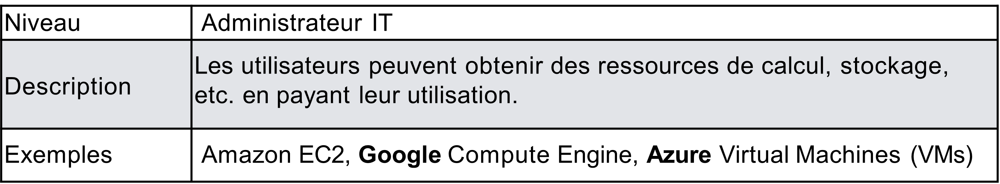 Niveau
Administrateur IT
Description
Les utilisateurs peuvent obtenir des ressources de calcul, stockage,
etc. en payant leur utilisation.
Exemples
Amazon EC2, Google Compute Engine, Azure Virtual Machines (VMs)